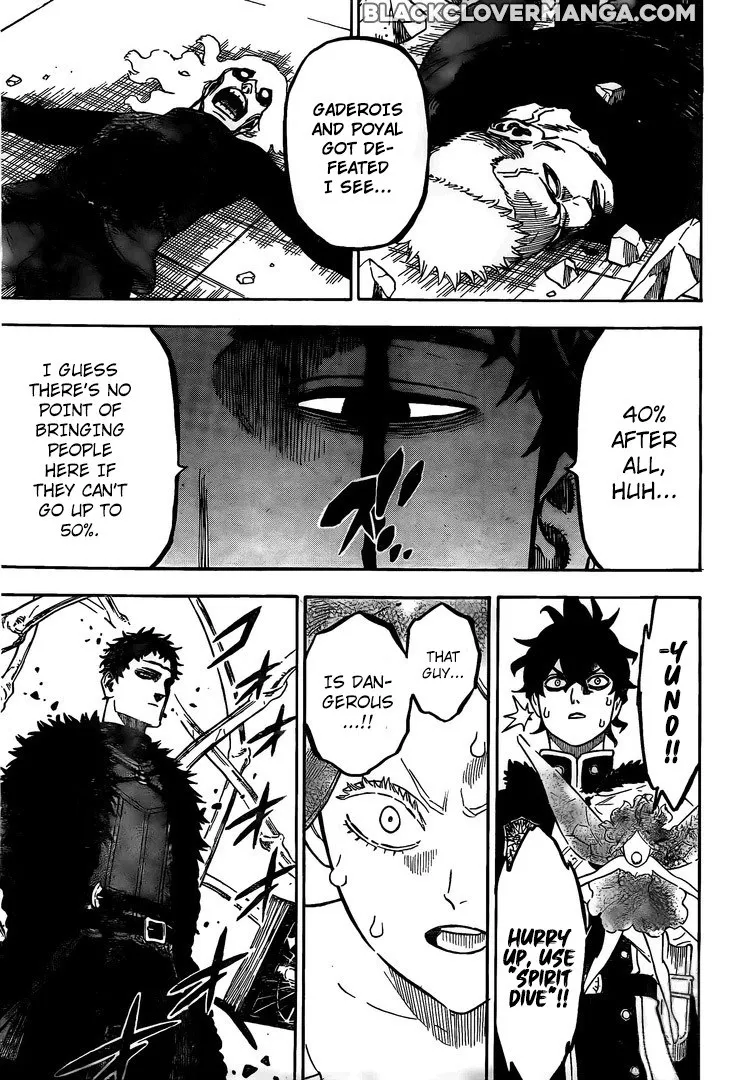 BLACKCLOVERMANGA.COM
GADEROIS
AND POYAL
GOT DE-
FEATED
I SEE...
40%
AFTER
ALL,
HUH...
I GUESS
THERE'S NO
POINT OF
BRINGING
PEOPLE
HERE IF
THEY CAN'T
GO UP TO
50%.
YUNO!!
HURRY
UP, USE
"SPIRIT
DIVE"!!
THAT
GUY...
IS DAN-
GEROUS
...!!